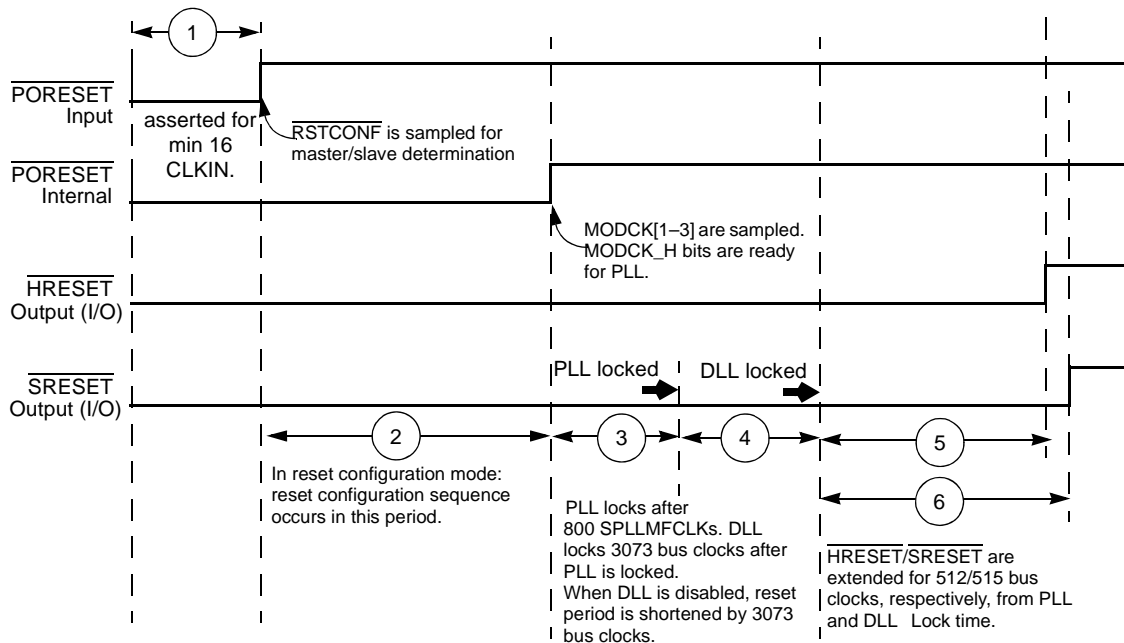 1
PORESET
Input
asserted for
min 16
CLKIN.
RSTCONF is sampled for
master/slave determination
PORESET
Internal
MODCK[1–3] are sampled.
MODCK_H bits are ready
for PLL.
HRESET
Output (I/O)
PLL locked
DLL locked
SRESET
Output (I/O)
2
3
4
5
6
In reset configuration mode:
reset configuration sequence
occurs in this period.
PLL locks after
800 SPLLMFCLKs. DLL
locks 3073 bus clocks after
PLL is locked.
When DLL is disabled, reset
period is shortened by 3073
bus clocks.
HRESET/SRESET are
extended for 512/515 bus
clocks, respectively, from PLL
and DLL Lock time.